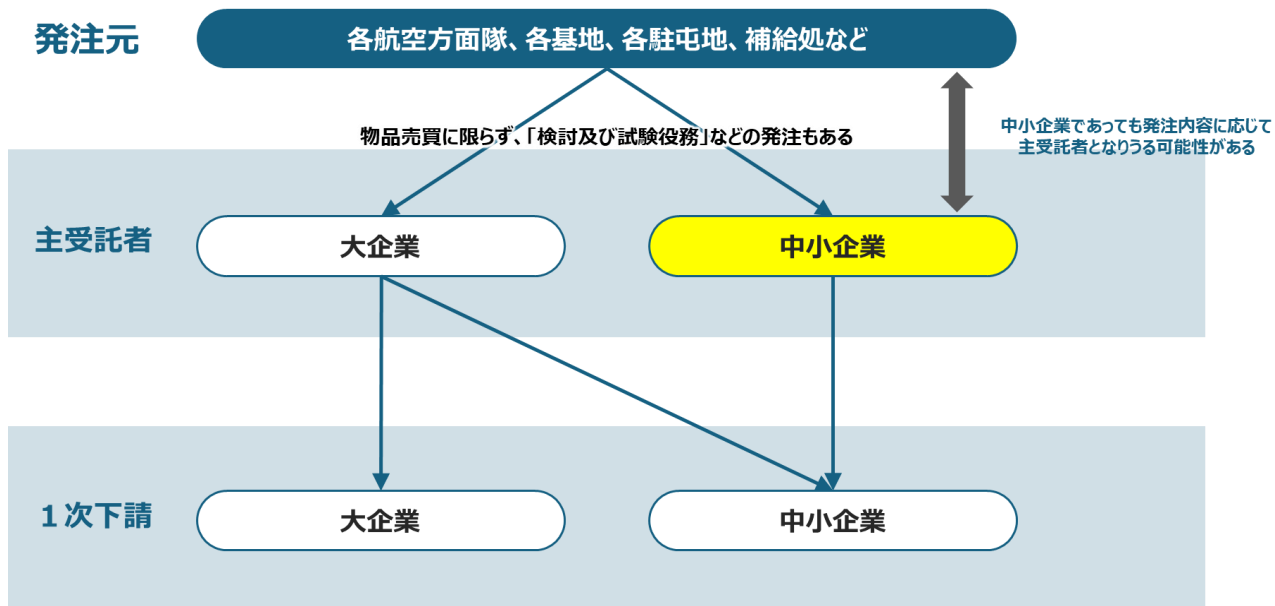 発注元
各航空方面隊、各基地、各駐屯地、補給処など
物品売買に限らず、「検討及び試験役務」などの発注もある
中小企業であっても発注内容に応じて
主受託者となりうる可能性がある
主受託者
大企業
中小企業
１次下請
大企業
中小企業